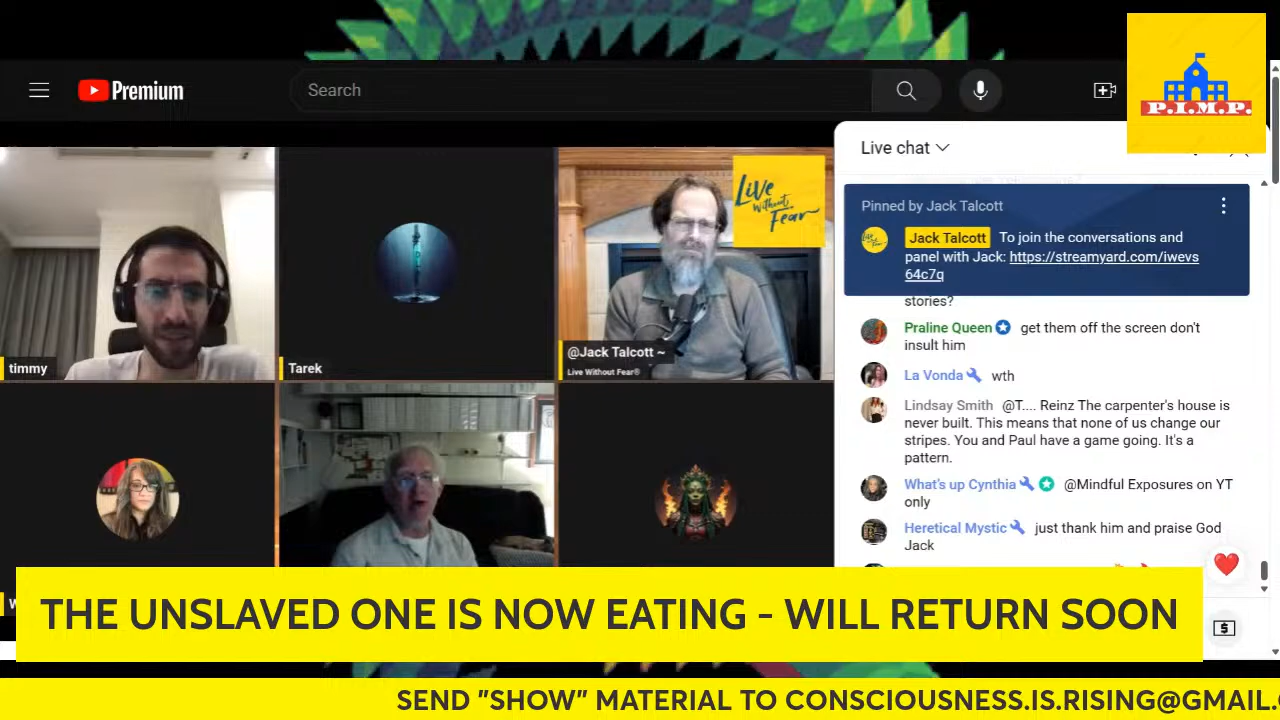 Premium
Search
P.I.M.P.
Live chat
Live
Without
Fear
timmy
Tarek
@Jack Talcott ~
Live Without Fear®
Pinned by Jack Talcott
Jack Talcott To join the conversations and
panel with Jack: https://streamyard.com/iwevs
64c7q
stories?
Praline Queen get them off the screen don't
insult him
La Vonda wth
Lindsay Smith @T.... Reinz The carpenter's house is
never built. This means that none of us change our
stripes. You and Paul have a game going. It's a
pattern.
What's up Cynthia @Mindful Exposures on YT
only
Heretical Mystic just thank him and praise God
Jack
THE UNSLAVED ONE IS NOW EATING - WILL RETURN SOON
SEND "SHOW" MATERIAL TO CONSCIOUSNESS.IS.RISING@GMAIL.